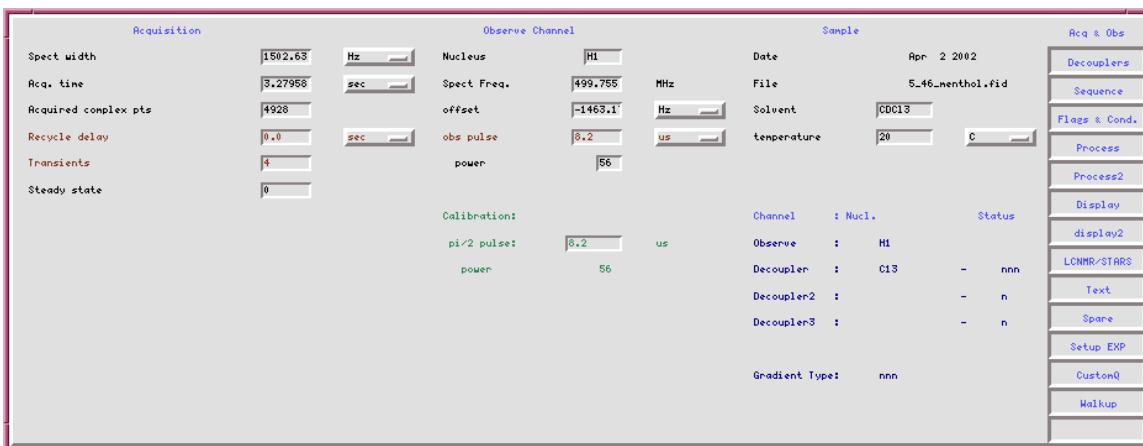 Acquisition Observe Channel Sample Acq & Obs
Spect width 1502.63 Hz Nucleus H1 Date Apr 2 2002 Decouplers
Acq. time 3.27958 sec Spect Freq. 499.755 MHz File 5_46_menthol.fid Sequence
Acquired complex pts 4928 offset -1463.1 Hz Solvent CDCl3 Flags & Cond.
Recycle delay 0.0 sec obs pulse 8.2 us temperature 20 C Process
Transients 4 power 56 Process2
Steady state 0 Display
Calibration: Channel : Nucl. Status
pi/2 pulse: 8.2 us Observe : H1 display2
power 56 Decoupler : C13 - nnn LCNMR/STARS
Decoupler2 : - n Text
Decoupler3 : - n Spare
Setup EXP
Gradient Type: nnn CustomQ
Walkup